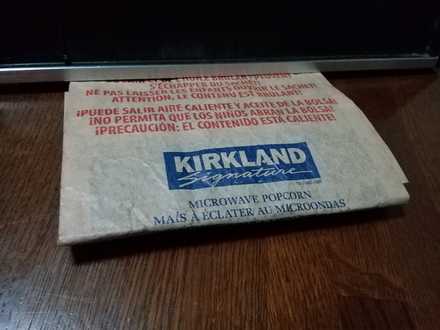 S'ÉCHAPPER DU SACHET!
NE PAS LAISSER LES ENFANTS OUVRIR LE SACHET!
ATTENTION, LE CONTENU EST BRÛLANT!
¡PUEDE SALIR AIRE CALIENTE Y ACEITE DE LA BOLSA!
¡NO PERMITA QUE LOS NIÑOS ABRAN LA BOLSA!
¡PRECAUCIÓN: EL CONTENIDO ESTÁ CALIENTE!
KIRKLAND
Signature
MICROWAVE POPCORN
MAÏS À ÉCLATER AU MICROONDAS